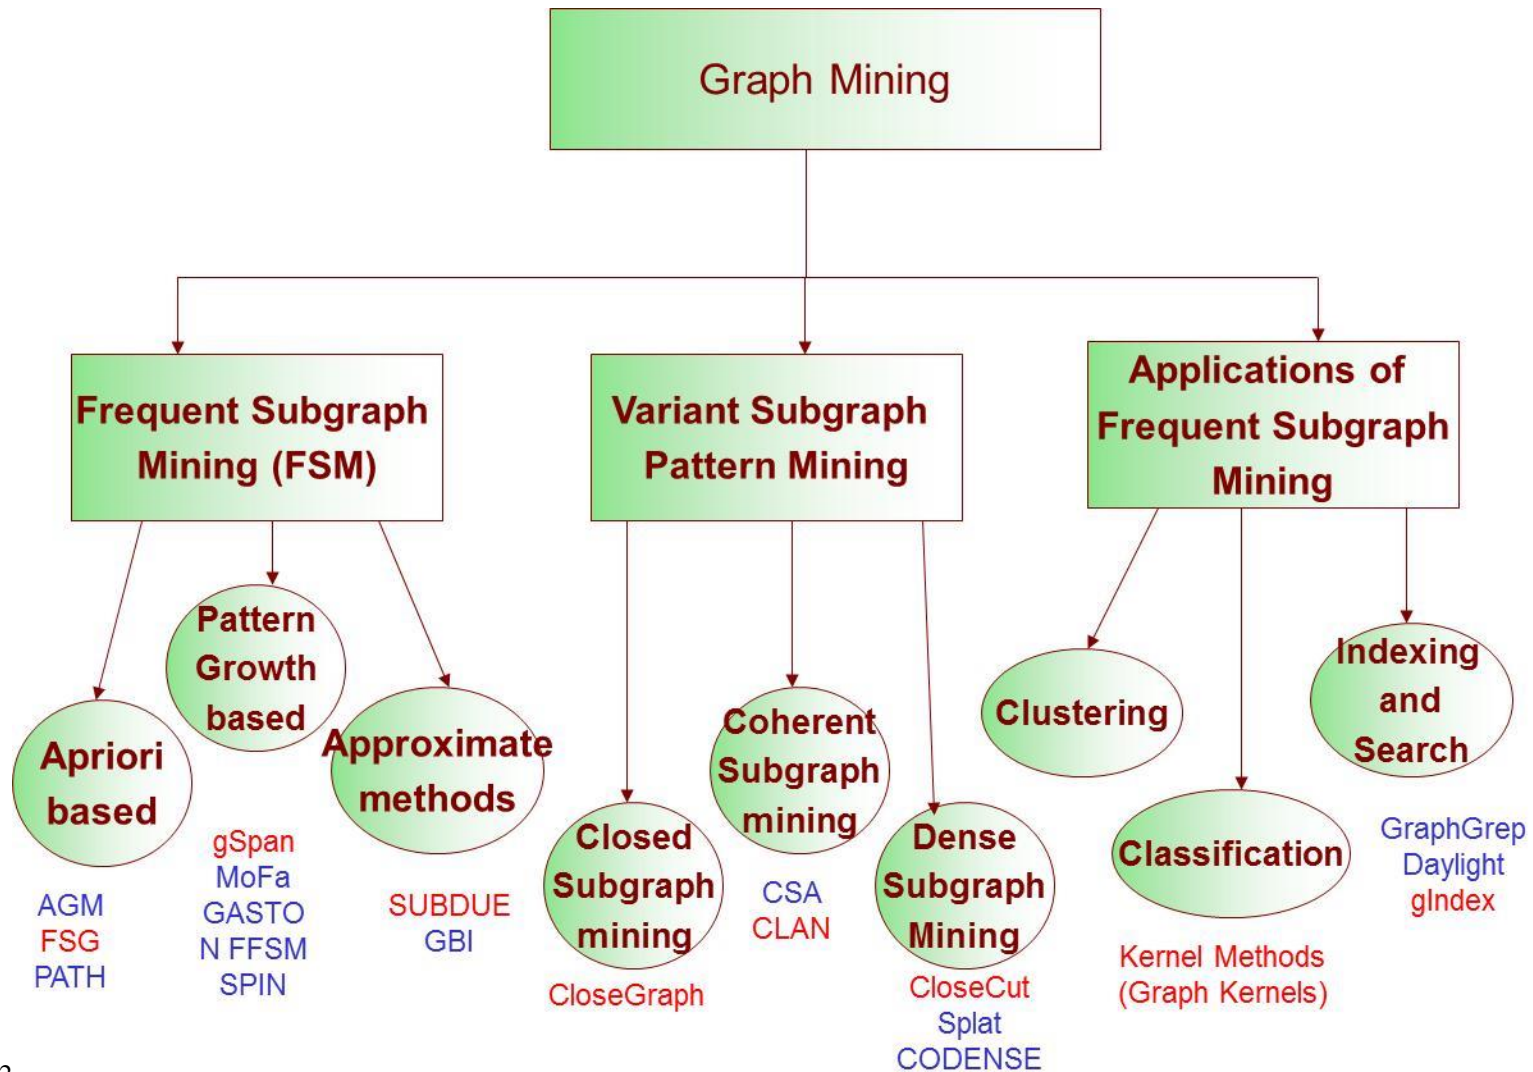 Graph Mining
Frequent Subgraph
Mining (FSM)
Variant Subgraph
Pattern Mining
Applications of
Frequent Subgraph
Mining
Apriori
based
AGM
FSG
PATH
Pattern
Growth
based
gSpan
MoFa
GASTO
N FFSM
SPIN
Approximate
methods
SUBDUE
GBI
Closed
Subgraph
mining
CloseGraph
Coherent
Subgraph
mining
CSA
CLAN
Dense
Subgraph
Mining
CloseCut
Splat
CODENSE
Clustering
Classification
Kernel Methods
(Graph Kernels)
Indexing
and
Search
GraphGrep
Daylight
gIndex